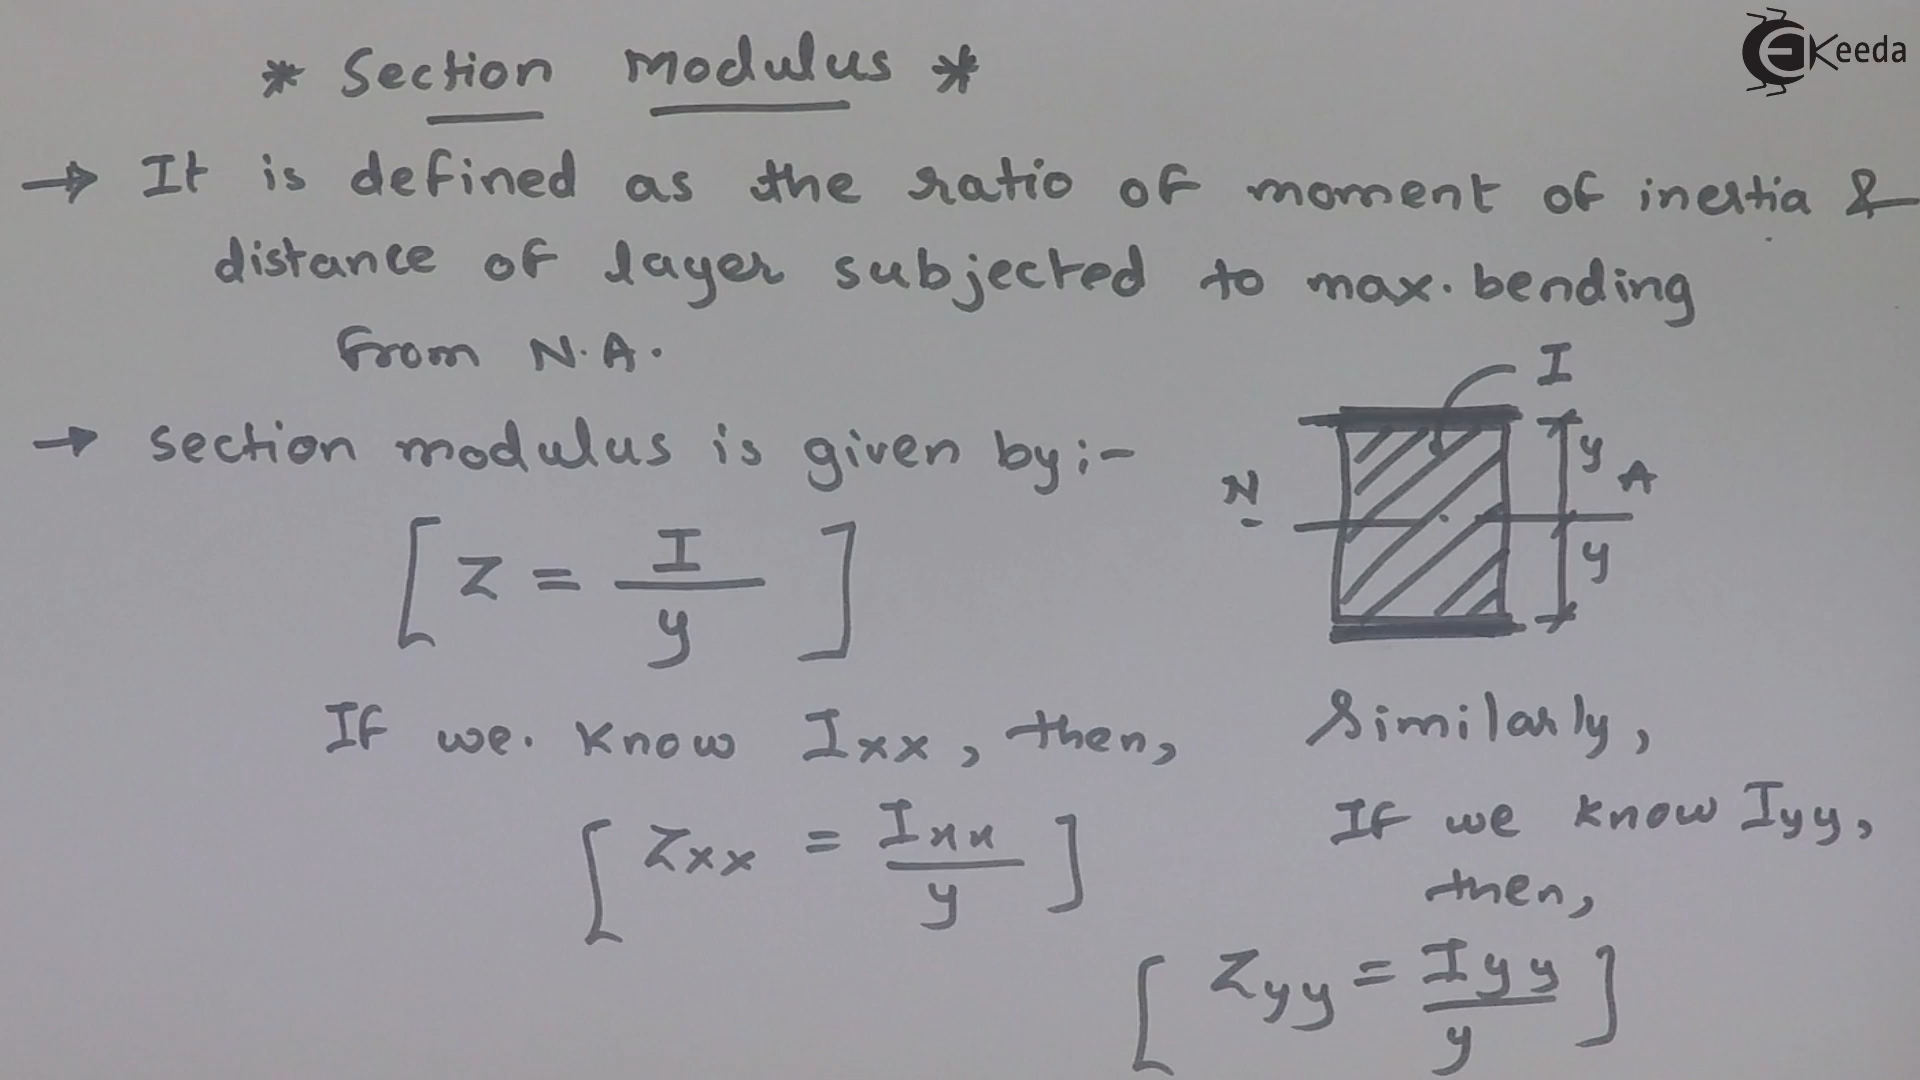 * Section modulus *
EKeeda
→ It is defined as the ratio of moment of inertia &
distance of layer subjected to max. bending
from N.A.
→ section modulus is given by:-
[ Z = I / y ]
I
y
N
A
y
If we. know Ixx, then,
[ Zxx = Ixx / y ]
Similarly,
If we know Iyy,
then,
[ Zyy = Iyy / y ]